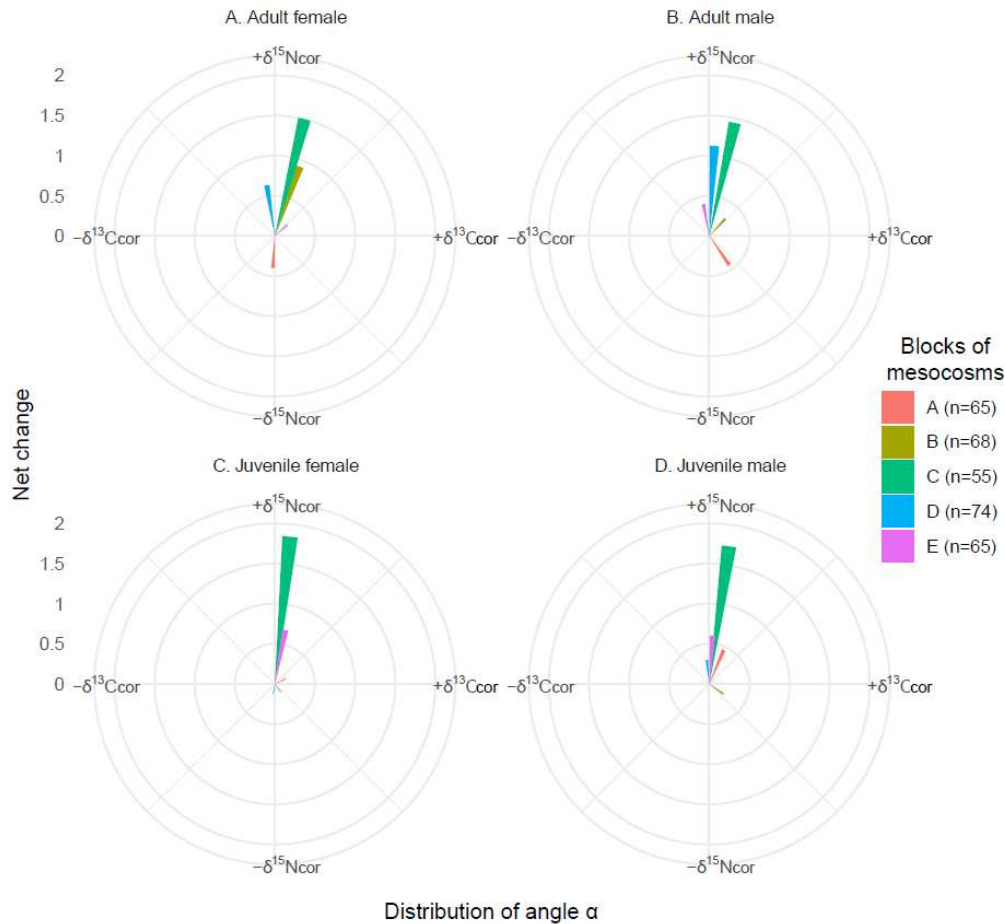 A. Adult female
B. Adult male
+δ¹⁵Ncor
+δ¹⁵Ncor
2
1.5
1
0.5
0
−δ¹³Ccor
+δ¹³Ccor
−δ¹³Ccor
+δ¹³Ccor
−δ¹⁵Ncor
−δ¹⁵Ncor
Net change
Blocks of
mesocosms
A (n=65)
B (n=68)
C (n=55)
D (n=74)
E (n=65)
C. Juvenile female
D. Juvenile male
+δ¹⁵Ncor
+δ¹⁵Ncor
2
1.5
1
0.5
0
−δ¹³Ccor
+δ¹³Ccor
−δ¹³Ccor
+δ¹³Ccor
−δ¹⁵Ncor
−δ¹⁵Ncor
Distribution of angle α